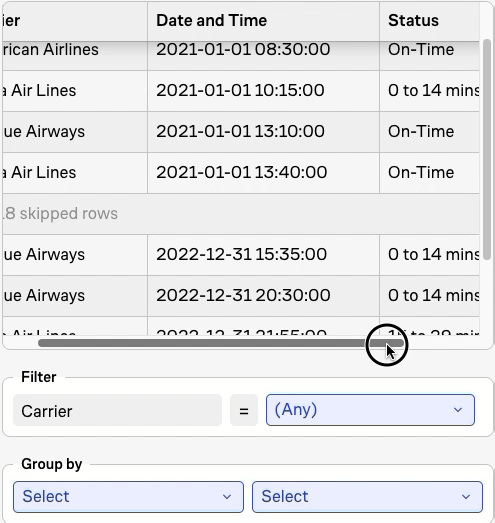 ier Date and Time Status
rican Airlines 2021-01-01 08:30:00 On-Time
a Air Lines 2021-01-01 10:15:00 0 to 14 mins
ue Airways 2021-01-01 13:10:00 On-Time
a Air Lines 2021-01-01 13:40:00 On-Time
8 skipped rows
ue Airways 2022-12-31 15:35:00 0 to 14 mins
ue Airways 2022-12-31 20:30:00 0 to 14 mins
a Air Lines 2022-12-31 21:55:00
Filter
Carrier = (Any)
Group by
Select Select